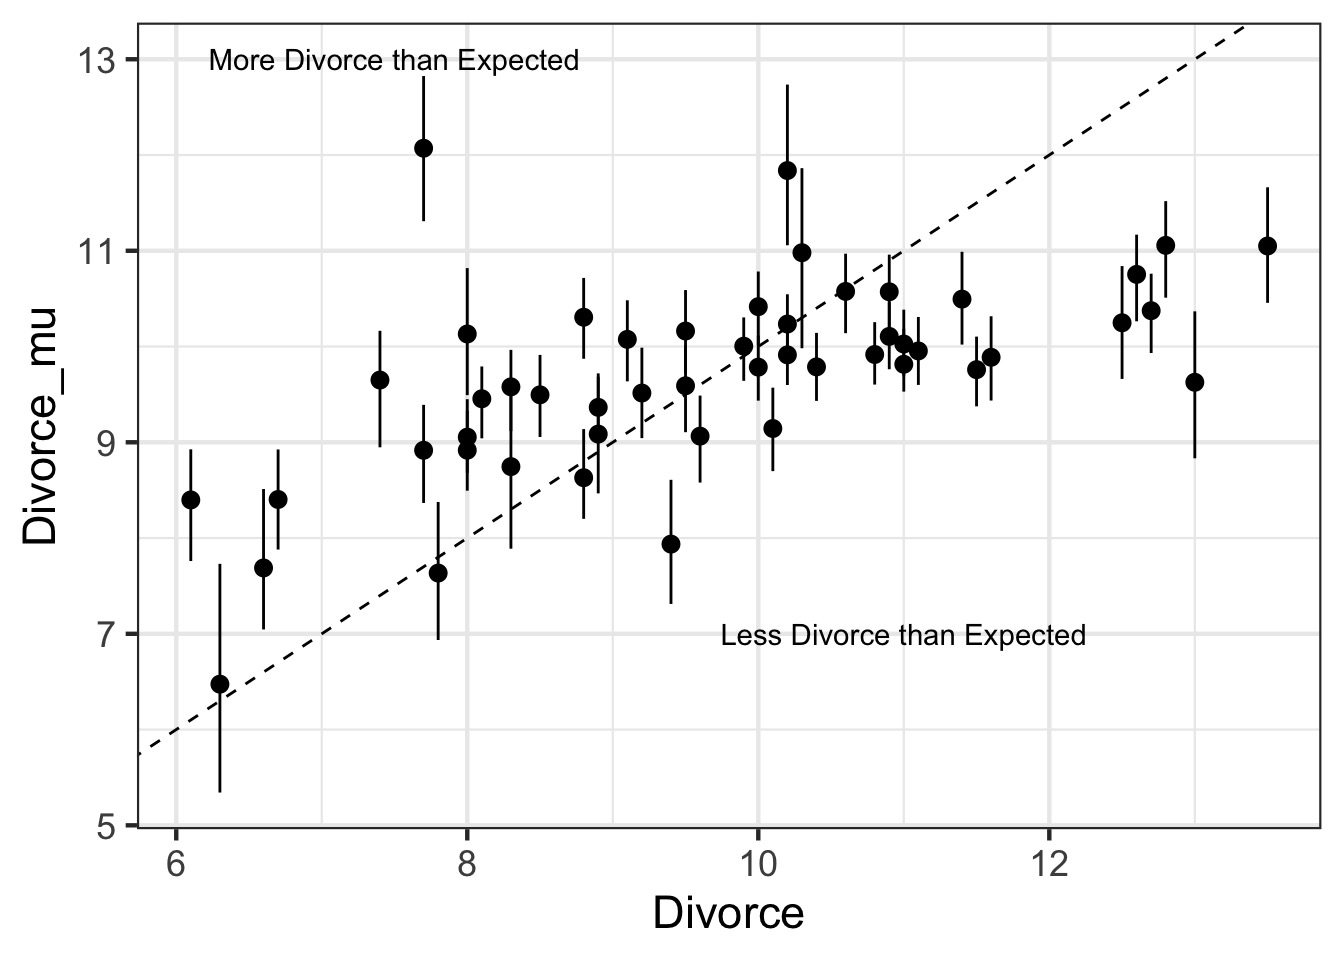 More Divorce than Expected
Less Divorce than Expected
13
11
9
7
5
6 8 10 12
Divorce
Divorce_mu